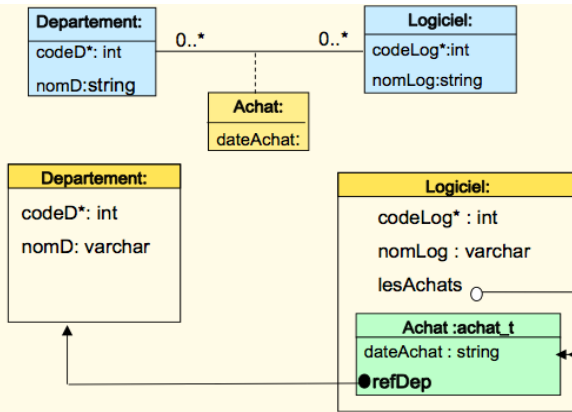 Departement:
codeD*: int
nomD:string
0..*
0..*
Logiciel:
codeLog*:int
nomLog:string
Achat:
dateAchat:
Departement:
codeD*: int
nomD: varchar
Logiciel:
codeLog* : int
nomLog : varchar
lesAchats
Achat :achat_t
dateAchat : string
refDep